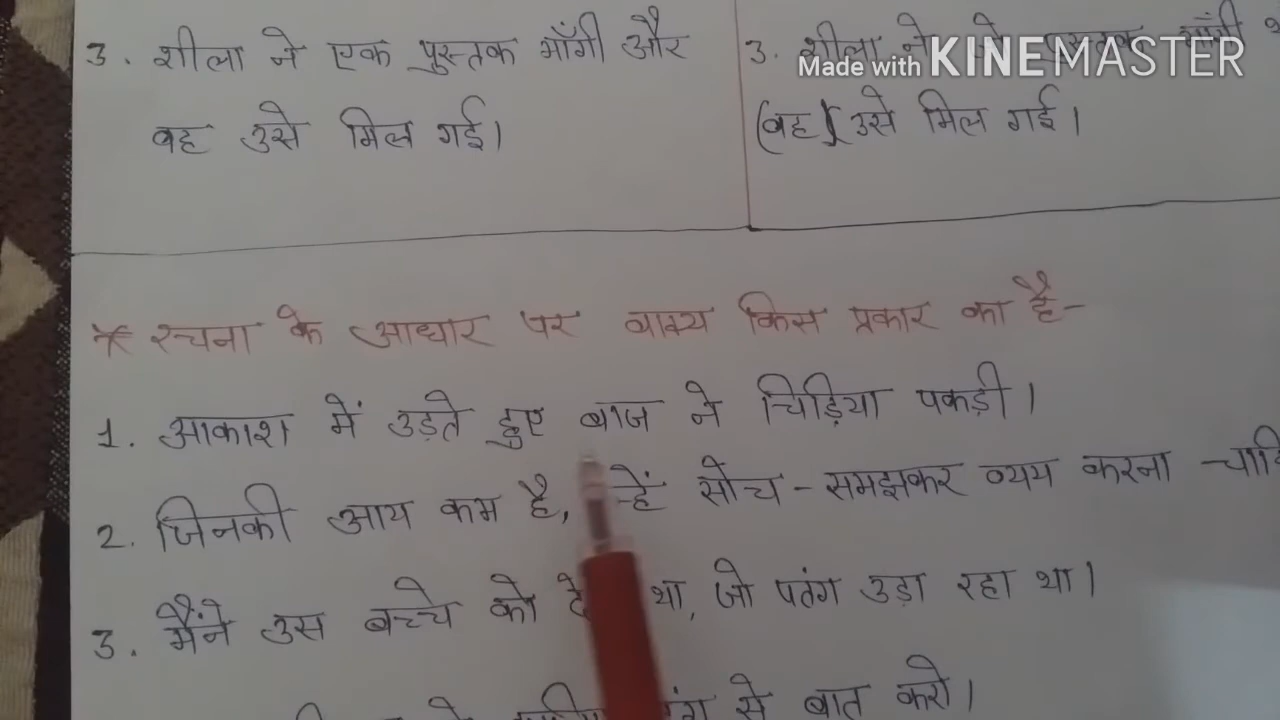 3. शीला ने एक पुस्तक माँगी और
वह उसे मिल गई।
3. शीला ने
(वह) उसे मिल गई।
Made with KINEMASTER
* रचना के आधार पर वाक्य किस प्रकार का है-
1. आकाश में उड़ते हुए बाज ने चिड़िया पकड़ी।
2. जिनकी आय कम है, सोच-समझकर व्यय करना
3. मैंने उस बच्चे को था, जो पतंग उड़ा रहा था।
से बात करो।